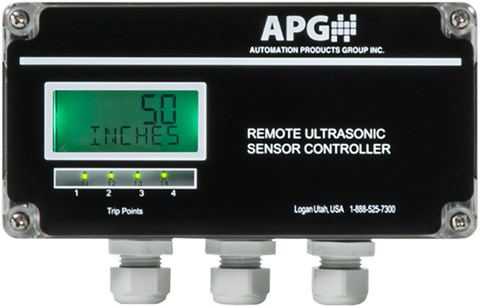 APG
AUTOMATION PRODUCTS GROUP INC.
50
INCHES
REMOTE ULTRASONIC
SENSOR CONTROLLER
1 2 3 4
Trip Points
Logan Utah, USA 1-888-525-7300